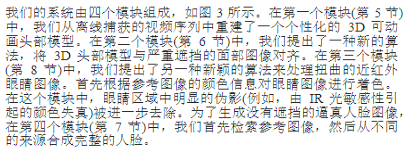 我们的系统由四个模块组成，如图 3 所示。在第一个模块(第 5 节)
中，我们从离线捕获的视频序列中重建了一个个性化的 3D 可动
画头部模型。在第二个模块(第 6 节)中，我们提出了一种新的算
法，将 3D 头部模型与严重遮挡的面部图像对齐。在第三个模块
(第 8 节)中，我们提出了另一种新颖的算法来处理扭曲的近红外
眼睛图像。首先根据参考图像的颜色信息对眼睛图像进行着色。
在这个模块中，眼睛区域中明显的伪影(例如，由 IR 光敏感性引
起的颜色失真)被进一步去除。为了生成没有遮挡的逼真人脸图像，
在第四个模块(第 7 节)中，我们首先检索参考图像，然后从不同
的来源合成完整的人脸。